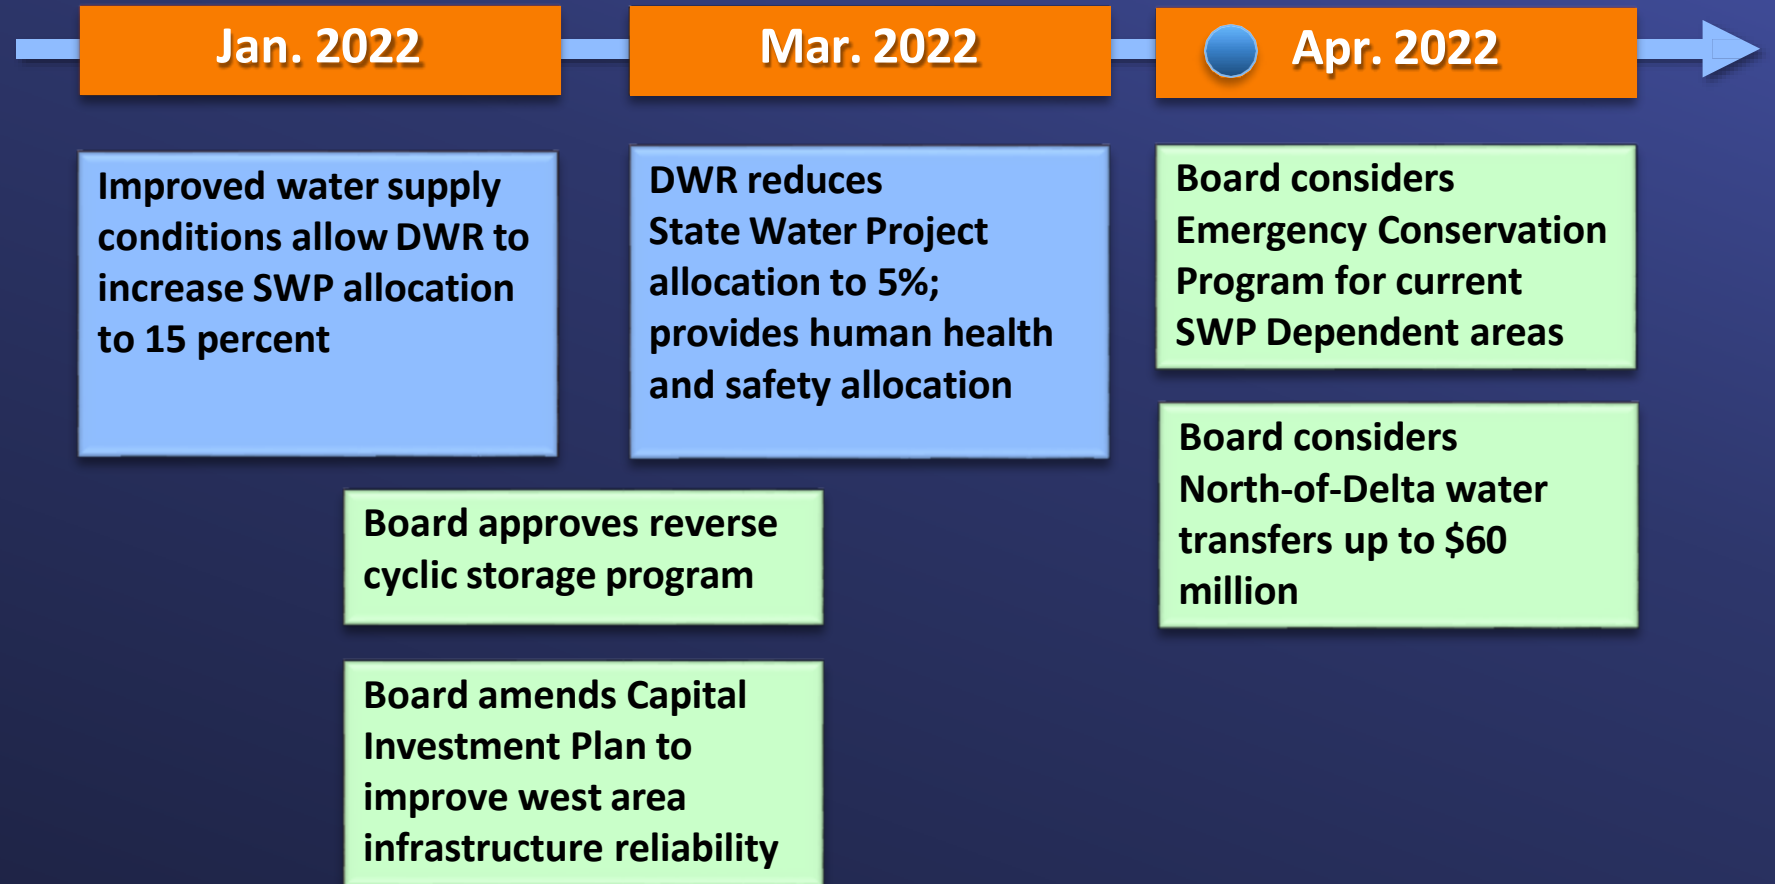 Jan. 2022
Mar. 2022
Apr. 2022
Improved water supply
conditions allow DWR to
increase SWP allocation
to 15 percent
DWR reduces
State Water Project
allocation to 5%;
provides human health
and safety allocation
Board considers
Emergency Conservation
Program for current
SWP Dependent areas
Board considers
North-of-Delta water
transfers up to $60
million
Board approves reverse
cyclic storage program
Board amends Capital
Investment Plan to
improve west area
infrastructure reliability